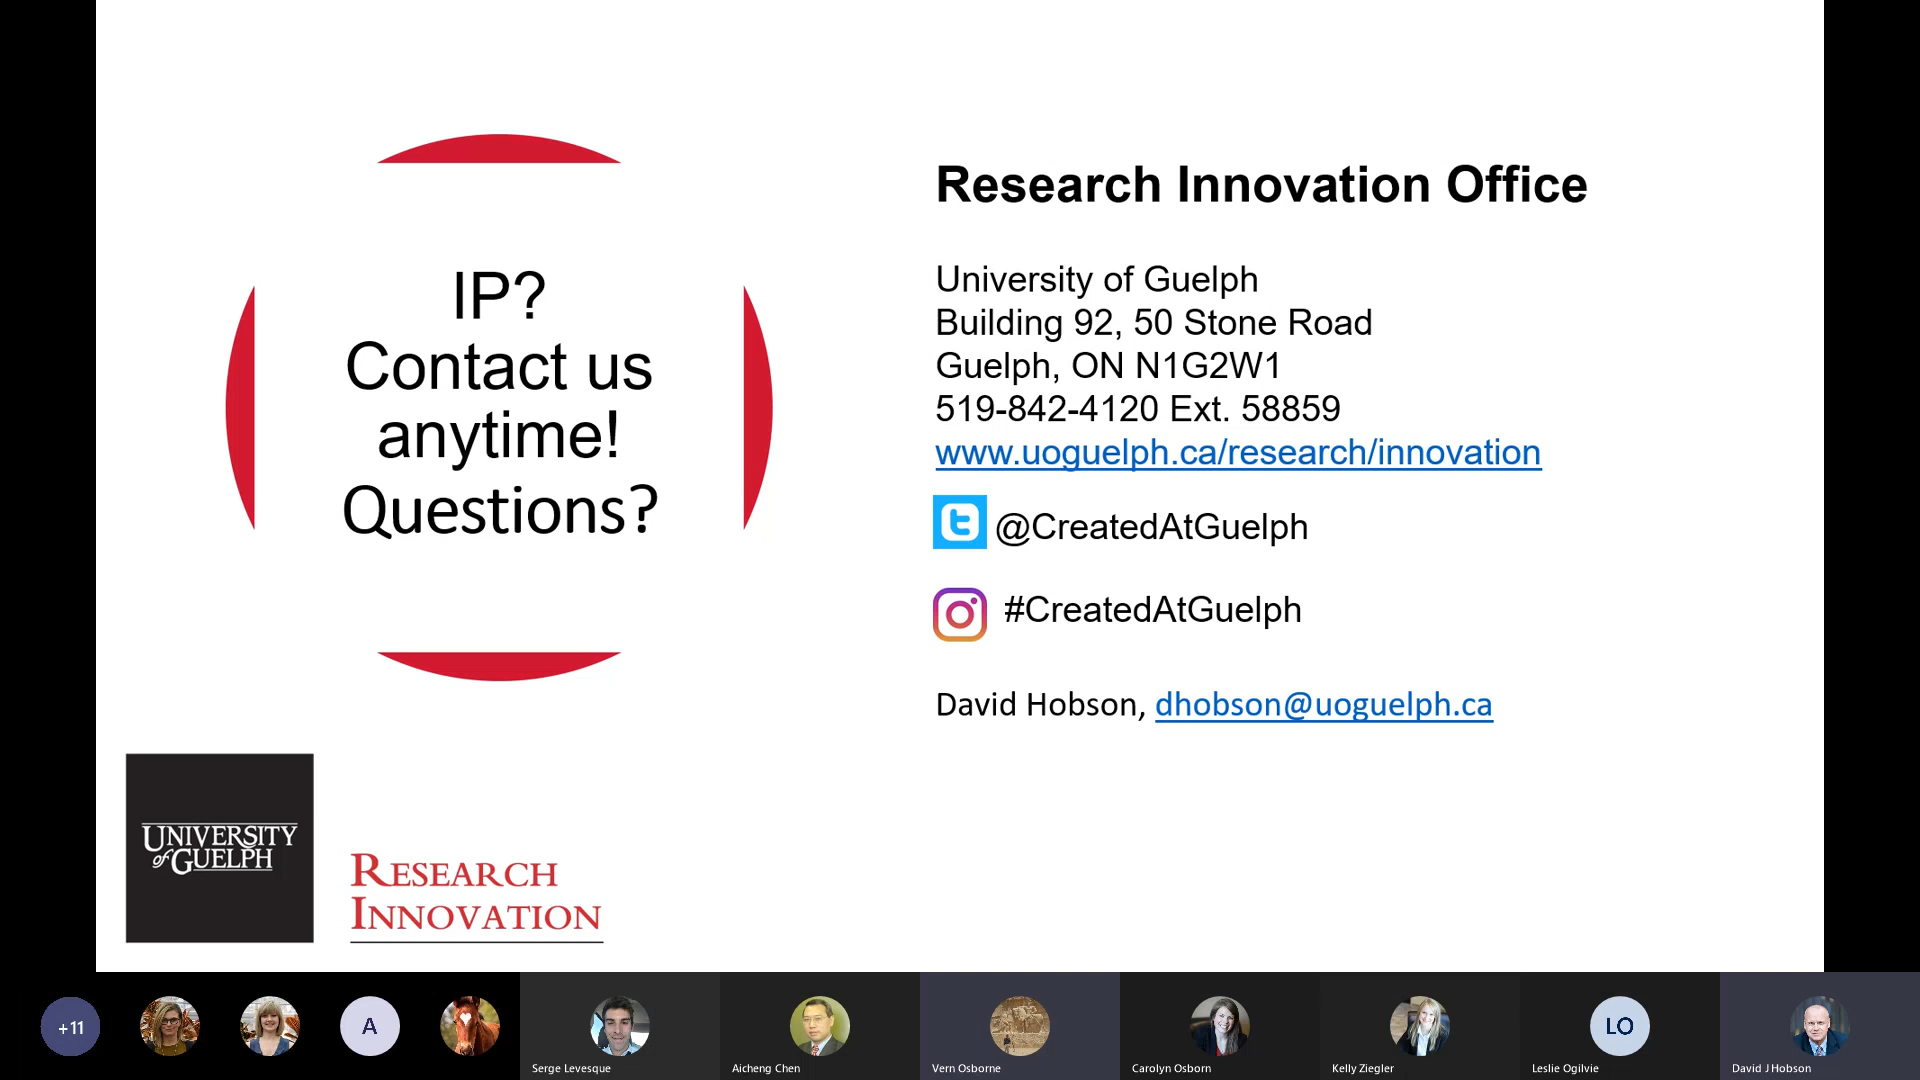 IP?
Contact us
anytime!
Questions?
Research Innovation Office
University of Guelph
Building 92, 50 Stone Road
Guelph, ON N1G2W1
519-842-4120 Ext. 58859
www.uoguelph.ca/research/innovation
@CreatedAtGuelph
#CreatedAtGuelph
David Hobson, dhobson@uoguelph.ca
UNIVERSITY
of GUELPH
RESEARCH
INNOVATION
+11
A
LO
Serge Levesque
Aicheng Chen
Vern Osborne
Carolyn Osborn
Kelly Ziegler
Leslie Ogilvie
David J Hobson